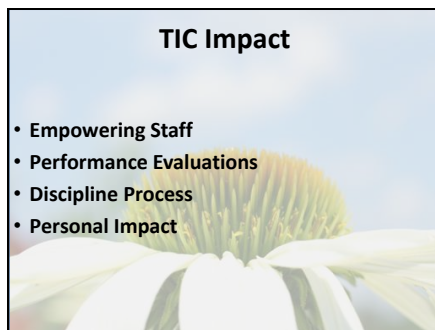 TIC Impact
• Empowering Staff
• Performance Evaluations
• Discipline Process
• Personal Impact